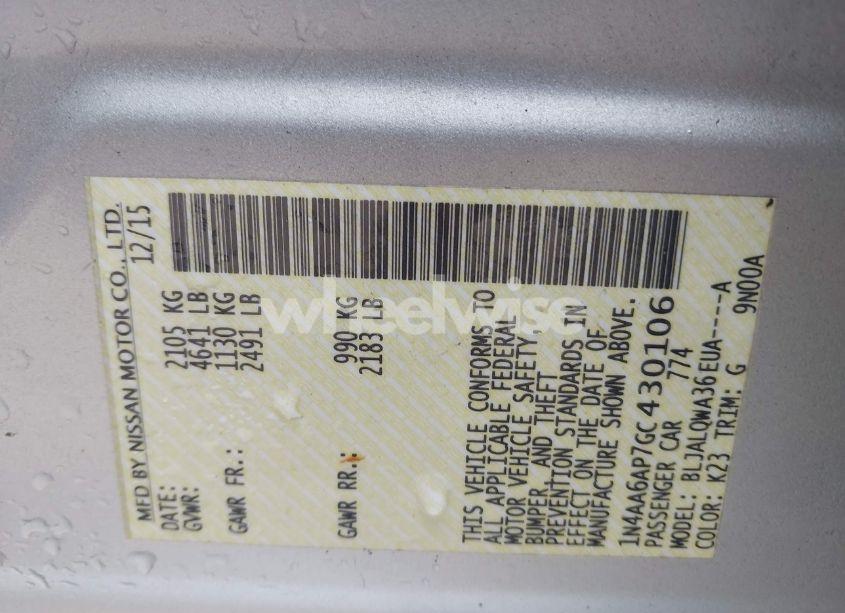 MFD BY NISSAN MOTOR CO., LTD.
DATE: 12/15
GVWR: 2105 KG
4641 LB
GAWR FR.: 1130 KG
2491 LB
GAWR RR.: 990 KG
2183 LB
THIS VEHICLE CONFORMS TO
ALL APPLICABLE FEDERAL
MOTOR VEHICLE SAFETY,
BUMPER, AND THEFT
PREVENTION STANDARDS IN
EFFECT ON THE DATE OF
MANUFACTURE SHOWN ABOVE.
1N4AA6AP7GC430106
PASSENGER CAR 774
MODEL: BLJALQWA36EUA----A
COLOR: K23 TRIM: G 9N00A
wheelwise